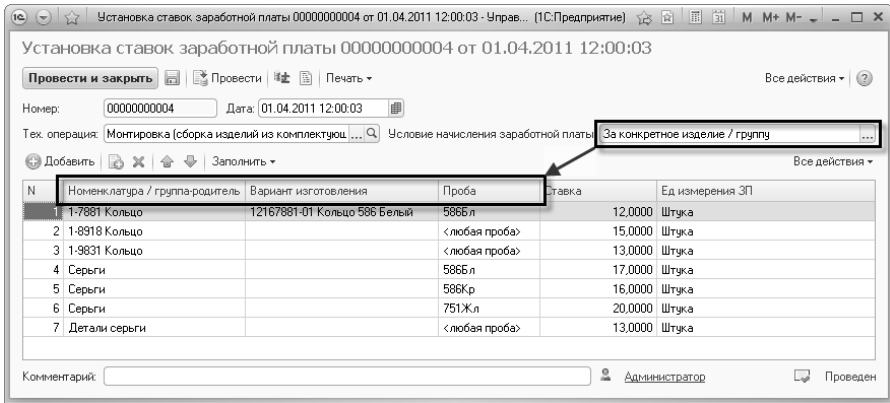 Установка ставок заработной платы 00000000004 от 01.04.2011 12:00:03 - Управ... (1С:Предприятие) M M+ M-
Установка ставок заработной платы 00000000004 от 01.04.2011 12:00:03
Провести и закрыть Провести Печать Все действия
Номер: 00000000004 Дата: 01.04.2011 12:00:03
Тех. операция: Монтировка (сборка изделий из комплектующ ... Условие начисления заработной платы За конкретное изделие / группу ...
Добавить Заполнить Все действия
N Номенклатура / группа-родитель Вариант изготовления Проба Ставка Ед измерения ЗП
1 1-7881 Кольцо 12167881-01 Кольцо 586 Белый 586Бл 12,0000 Штука
2 1-8918 Кольцо <любая проба> 15,0000 Штука
3 1-9831 Кольцо <любая проба> 13,0000 Штука
4 Серьги 586Бл 17,0000 Штука
5 Серьги 586Кр 16,0000 Штука
6 Серьги 751Жл 20,0000 Штука
7 Детали серьги <любая проба> 13,0000 Штука
Комментарий: Администратор Проведен